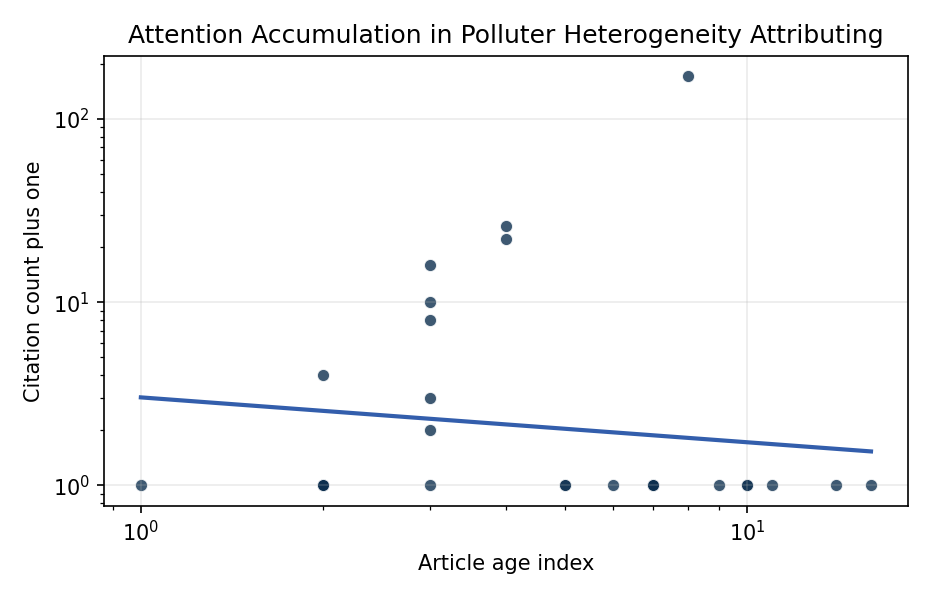 Attention Accumulation in Polluter Heterogeneity Attributing
Citation count plus one
10²
10¹
10⁰
10⁰
10¹
Article age index